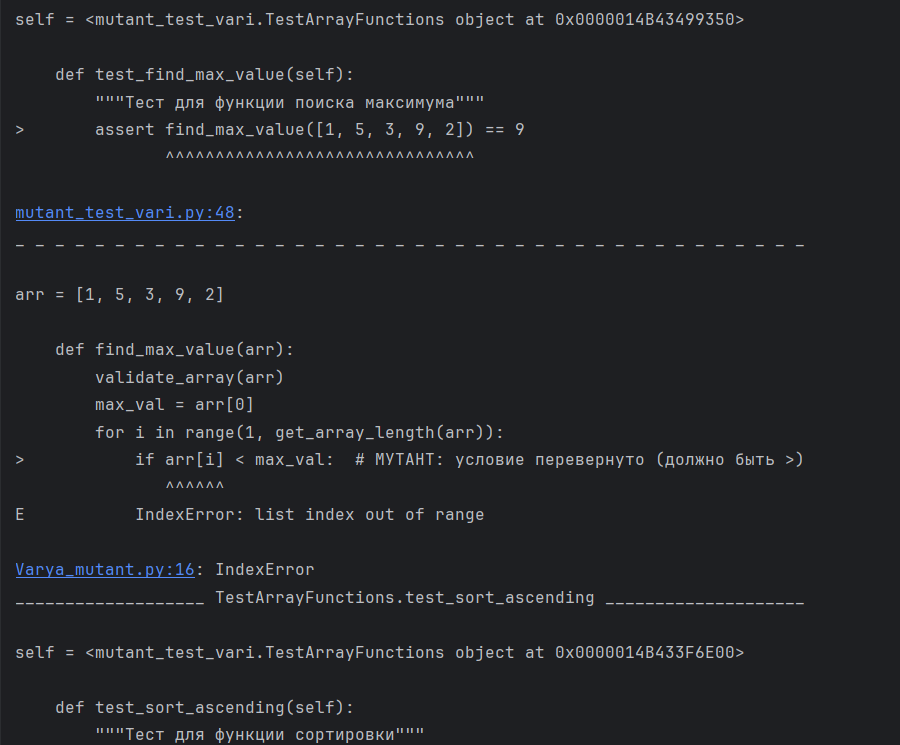 self = <mutant_test_vari.TestArrayFunctions object at 0x0000014B43499350>
def test_find_max_value(self):
"""Тест для функции поиска максимума"""
> assert find_max_value([1, 5, 3, 9, 2]) == 9
^^^^^^^^^^^^^^^^^^^^^^^^^^^^^^^
mutant_test_vari.py:48:
_ _ _ _ _ _ _ _ _ _ _ _ _ _ _ _ _ _ _ _ _ _ _ _ _ _ _ _ _ _ _ _ _ _ _ _ _ _ _ _
arr = [1, 5, 3, 9, 2]
def find_max_value(arr):
validate_array(arr)
max_val = arr[0]
for i in range(1, get_array_length(arr)):
> if arr[i] < max_val:  # МУТАНТ: условие перевернуто (должно быть >)
^^^^^^
E IndexError: list index out of range
Varya_mutant.py:16: IndexError
___________________ TestArrayFunctions.test_sort_ascending ____________________
self = <mutant_test_vari.TestArrayFunctions object at 0x0000014B433F6E00>
def test_sort_ascending(self):
"""Тест для функции сортировки"""